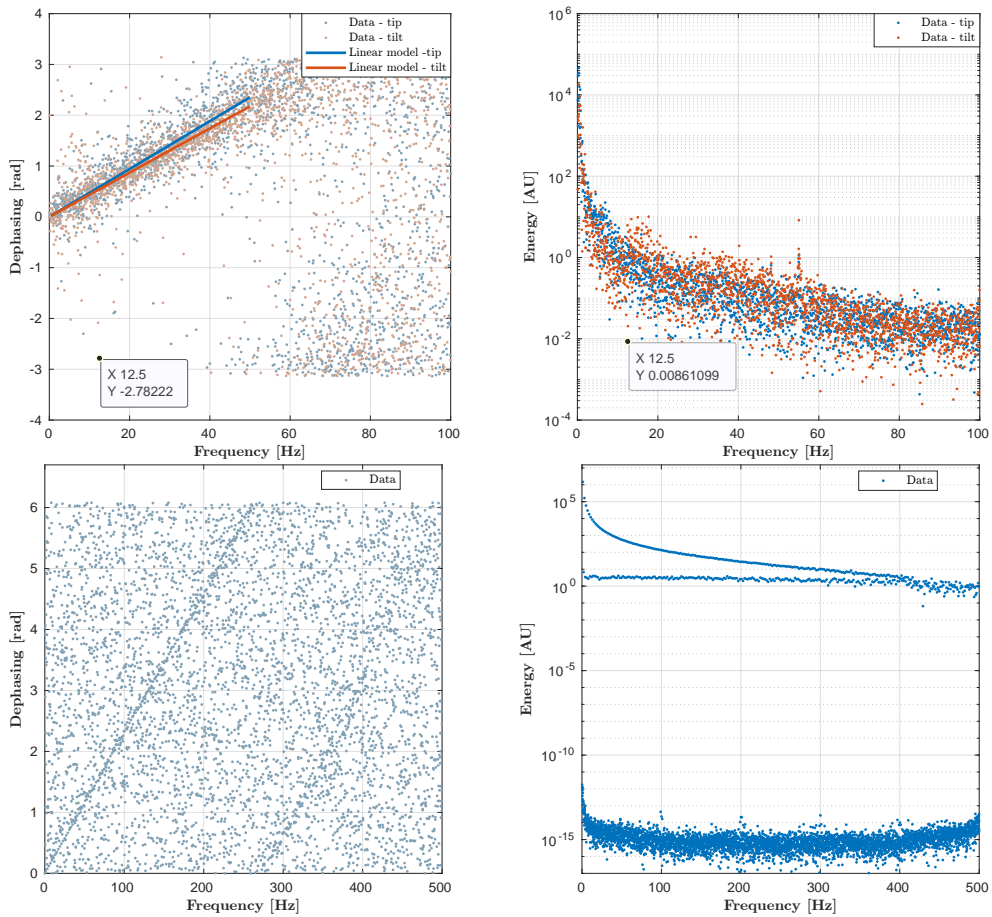 Data - tip
Data - tilt
Linear model -tip
Linear model - tilt
4
3
2
1
0
-1
-2
-3
-4
Dephasing [rad]
X 12.5
Y -2.78222
0
20
40
60
80
100
Frequency [Hz]
Data - tip
Data - tilt
10^6
10^4
10^2
10^0
10^-2
10^-4
Energy [AU]
X 12.5
Y 0.00861099
0
20
40
60
80
100
Frequency [Hz]
Data
6
5
4
3
2
1
0
Dephasing [rad]
0
100
200
300
400
500
Frequency [Hz]
Data
10^5
10^0
10^-5
10^-10
10^-15
Energy [AU]
0
100
200
300
400
500
Frequency [Hz]